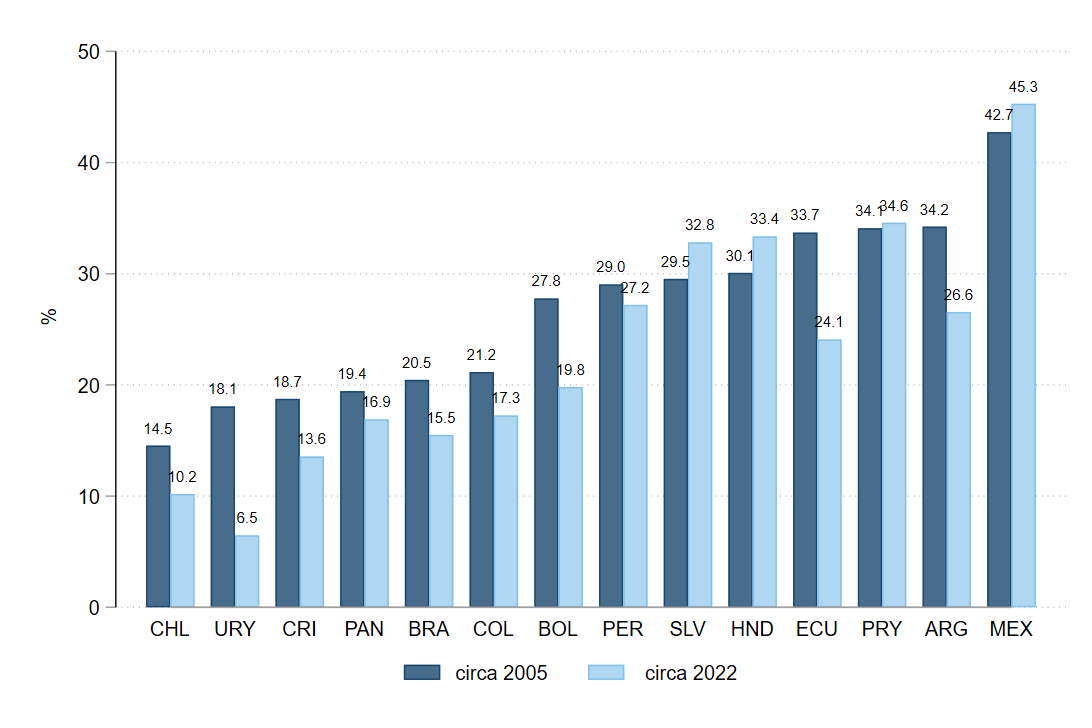 50
40
30
20
10
0
%
14.5 10.2 18.1 6.5 18.7 13.6 19.4 16.9 20.5 15.5 21.2 17.3 27.8 19.8 29.0 27.2 29.5 32.8 30.1 33.4 33.7 24.1 34.1 34.6 34.2 26.6 42.7 45.3
CHL URY CRI PAN BRA COL BOL PER SLV HND ECU PRY ARG MEX
circa 2005 circa 2022